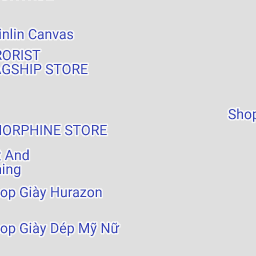 inlin Canvas
RORIST
AGSHIP STORE
Shop
MORPHINE STORE
t And
ning
op Giày Hurazon
op Giày Dép Mỹ Nữ